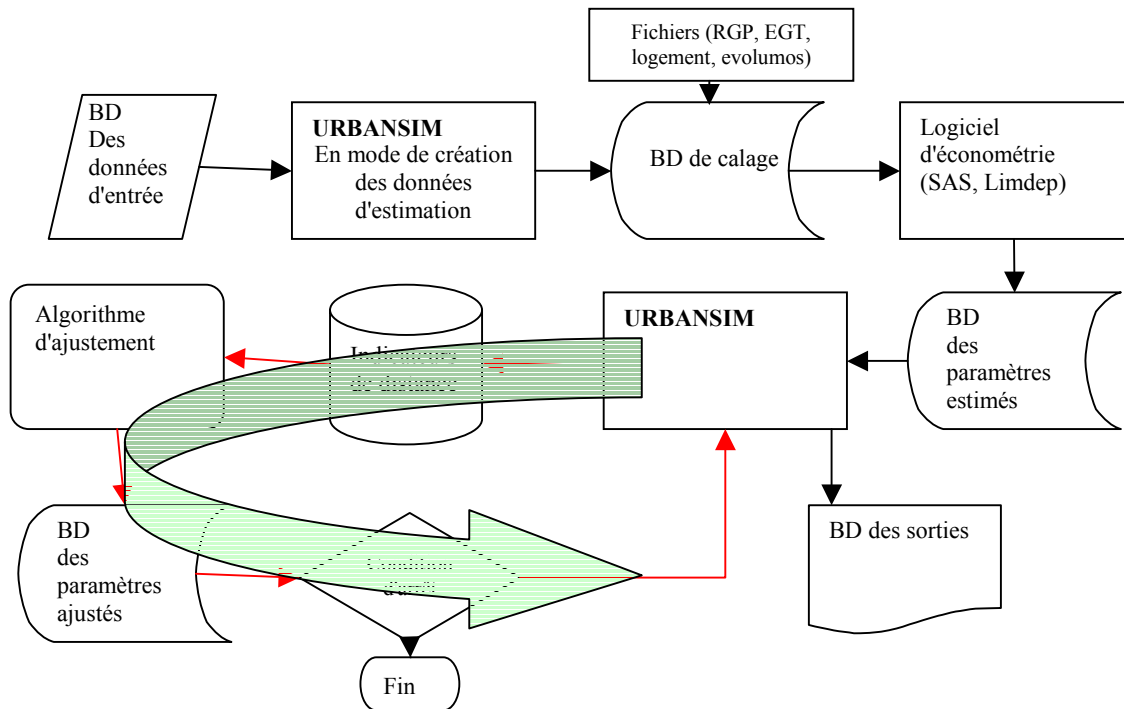 Fichiers (RGP, EGT,
logement, evolumos)
BD
Des
données
d'entrée
URBANSIM
En mode de création
des données
d'estimation
BD de calage
Logiciel
d'économétrie
(SAS, Limdep)
Algorithme
d'ajustement
URBANSIM
BD
des
paramètres
estimés
BD
des
paramètres
ajustés
BD des sorties
Fin